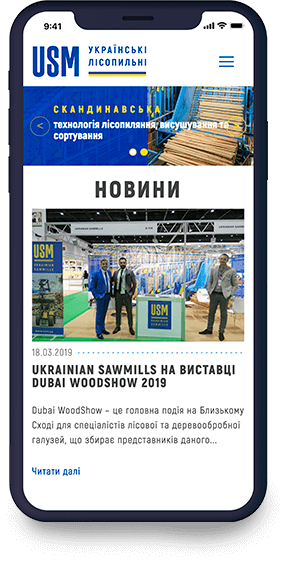 9:41
USM УКРАЇНСЬКІ
ЛІСОПИЛЬНІ
СКАНДИНАВСЬКА
технологія лісопиляння, висушування та
сортування
НОВИНИ
USM
UKRAINIAN
SAWMILLS
USM
18.03.2019
UKRAINIAN SAWMILLS НА ВИСТАВЦІ
DUBAI WOODSHOW 2019
Dubai WoodShow – це головна подія на Близькому
Сході для спеціалістів лісової та деревообробної
галузей, що збирає представників даного...
Читати далі